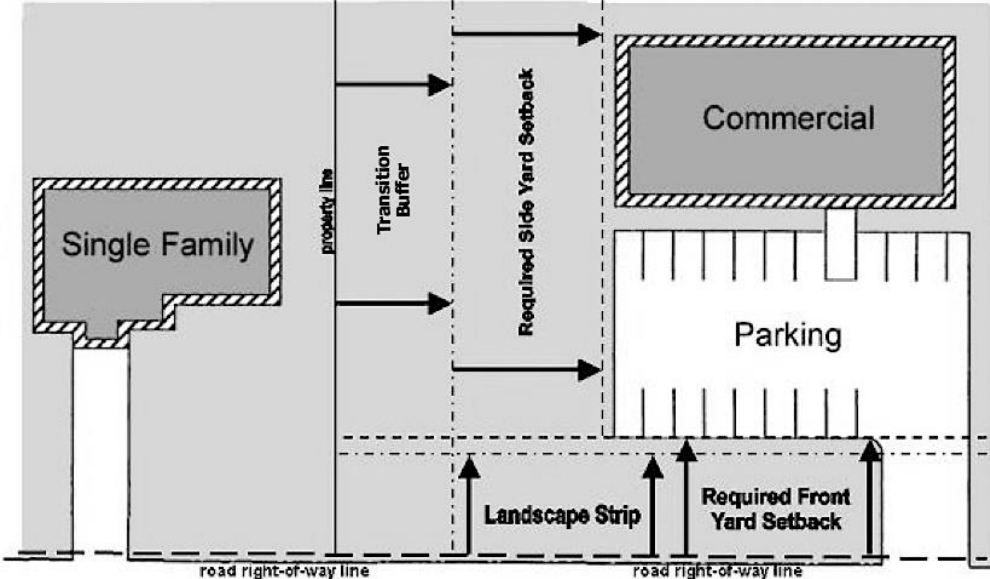 Commercial
Required Side Yard Setback
Transition
Buffer
property line
Single Family
Parking
Landscape Strip
Required Front
Yard Setback
road right-of-way line
road right-of-way line